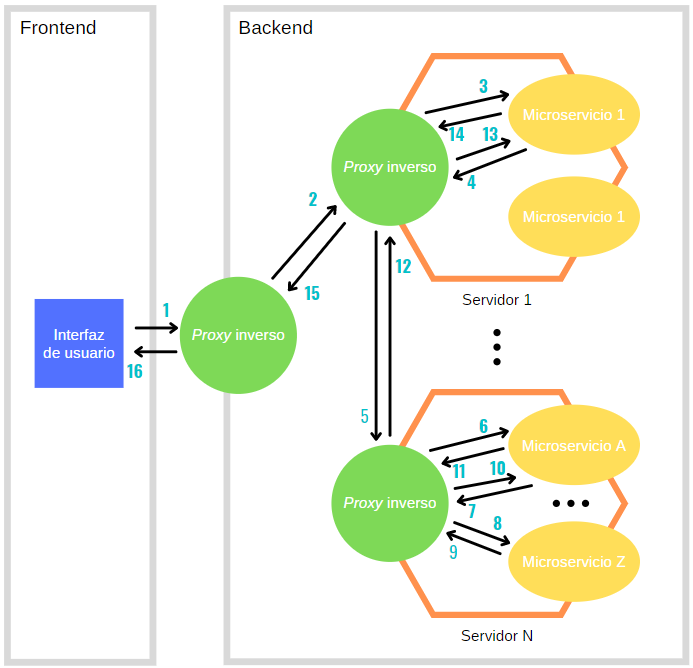 Frontend
Backend
3
Microservicio 1
14
13
Proxy inverso
4
2
Microservicio 1
12
15
Servidor 1
1
Interfaz
de usuario
Proxy inverso
16
5
6
Microservicio A
11
10
Proxy inverso
7
8
9
Microservicio Z
Servidor N